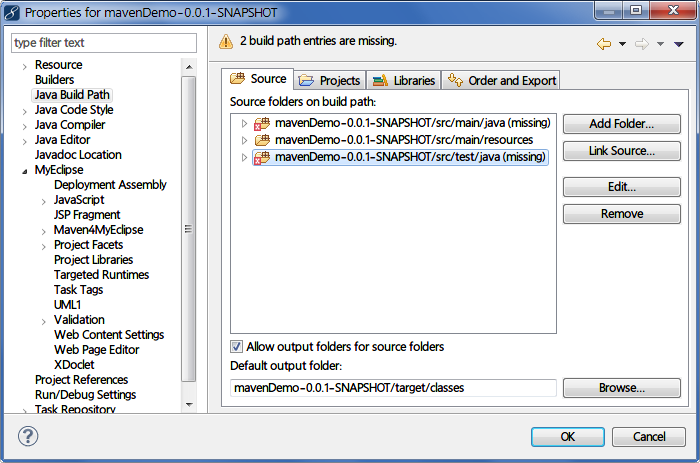 Properties for mavenDemo-0.0.1-SNAPSHOT
type filter text
Resource
Builders
Java Build Path
Java Code Style
Java Compiler
Java Editor
Javadoc Location
MyEclipse
Deployment Assembly
JavaScript
JSP Fragment
Maven4MyEclipse
Project Facets
Project Libraries
Targeted Runtimes
Task Tags
UML1
Validation
Web Content Settings
Web Page Editor
XDoclet
Project References
Run/Debug Settings
Task Repository
2 build path entries are missing.
Source
Projects
Libraries
Order and Export
Source folders on build path:
mavenDemo-0.0.1-SNAPSHOT/src/main/java (missing)
mavenDemo-0.0.1-SNAPSHOT/src/main/resources
mavenDemo-0.0.1-SNAPSHOT/src/test/java (missing)
Add Folder...
Link Source...
Edit...
Remove
Allow output folders for source folders
Default output folder:
mavenDemo-0.0.1-SNAPSHOT/target/classes
Browse...
?
OK
Cancel